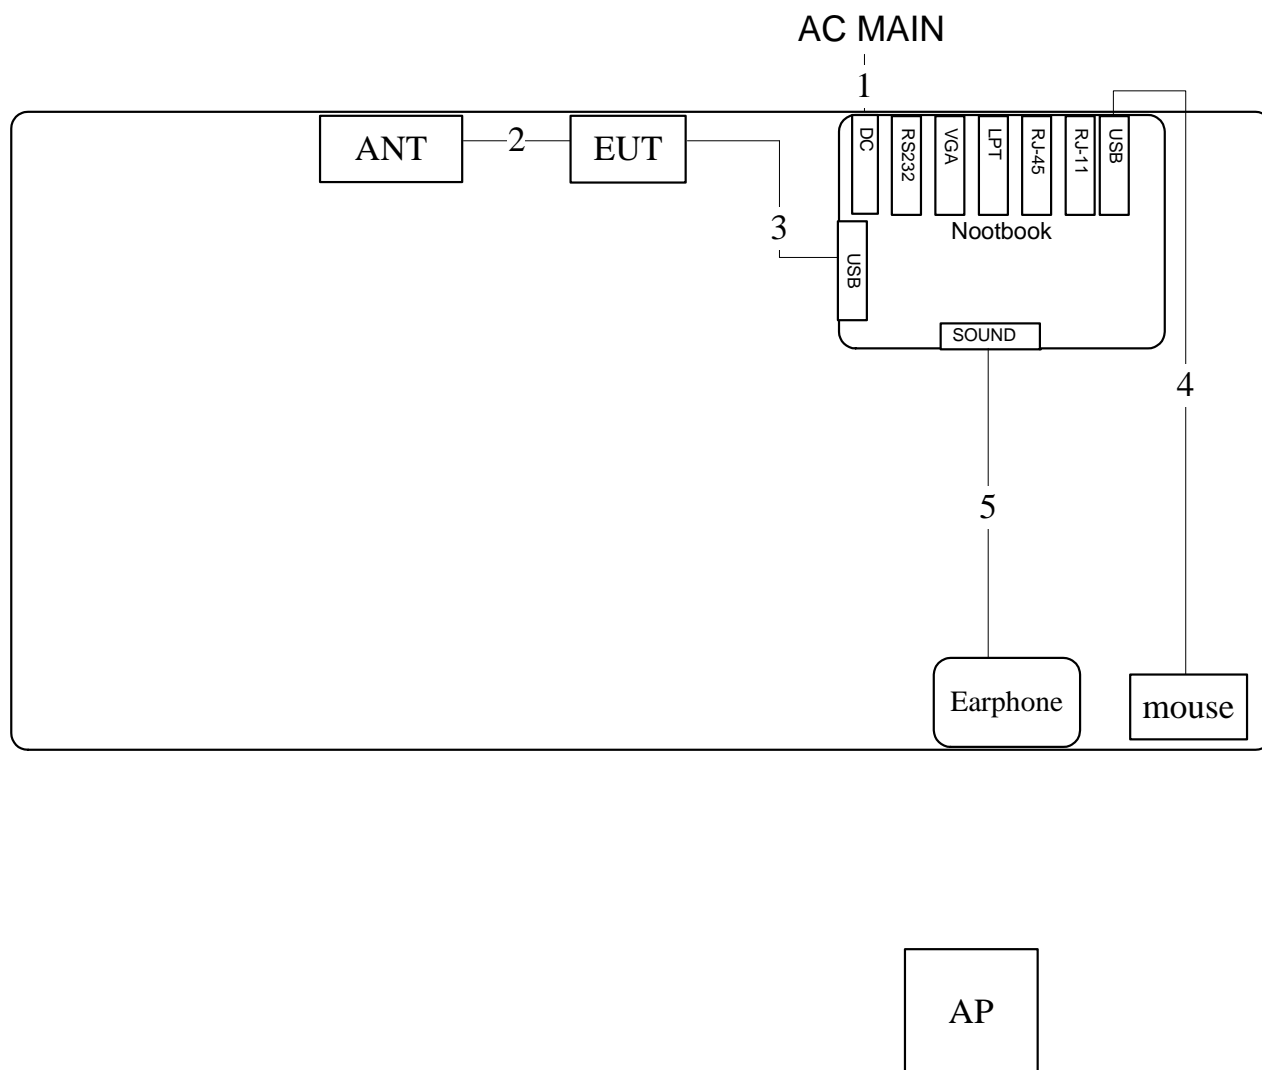 AC MAIN
1
ANT
2
EUT
3
DC
RS232
VGA
LPT
RJ-45
RJ-11
USB
Nootbook
USB
SOUND
4
5
Earphone
mouse
AP